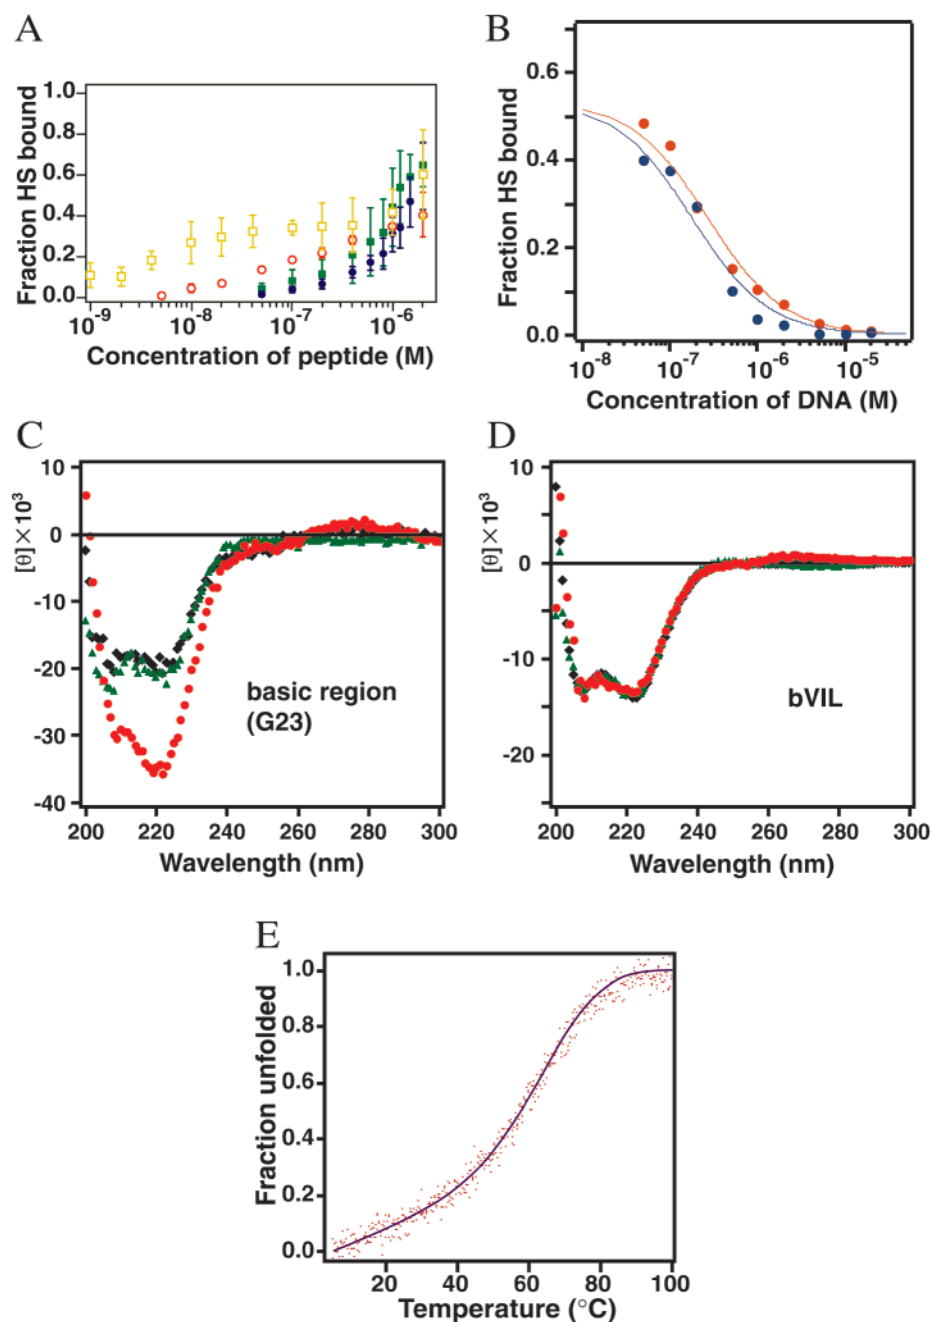 A
Fraction HS bound
1.0
0.8
0.6
0.4
0.2
0.0
10⁻⁹
10⁻⁸
10⁻⁷
10⁻⁶
Concentration of peptide (M)
B
Fraction HS bound
0.6
0.4
0.2
0.0
10⁻⁸
10⁻⁷
10⁻⁶
10⁻⁵
Concentration of DNA (M)
C
[θ]×10³
10
0
-10
-20
-30
-40
basic region
(G23)
200 220 240 260 280 300
Wavelength (nm)
D
[θ]×10³
10
0
-10
-20
bVIL
200 220 240 260 280 300
Wavelength (nm)
E
Fraction unfolded
1.0
0.8
0.6
0.4
0.2
0.0
20 40 60 80 100
Temperature (°C)